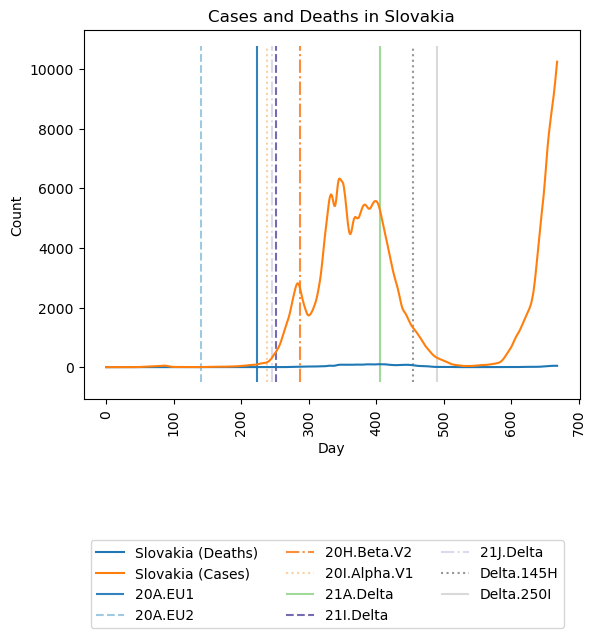 Cases and Deaths in Slovakia
10000
8000
6000
4000
2000
0
Count
0 100 200 300 400 500 600 700
Day
Slovakia (Deaths) 20H.Beta.V2 21J.Delta
Slovakia (Cases) 20I.Alpha.V1 Delta.145H
20A.EU1 21A.Delta Delta.250I
20A.EU2 21I.Delta